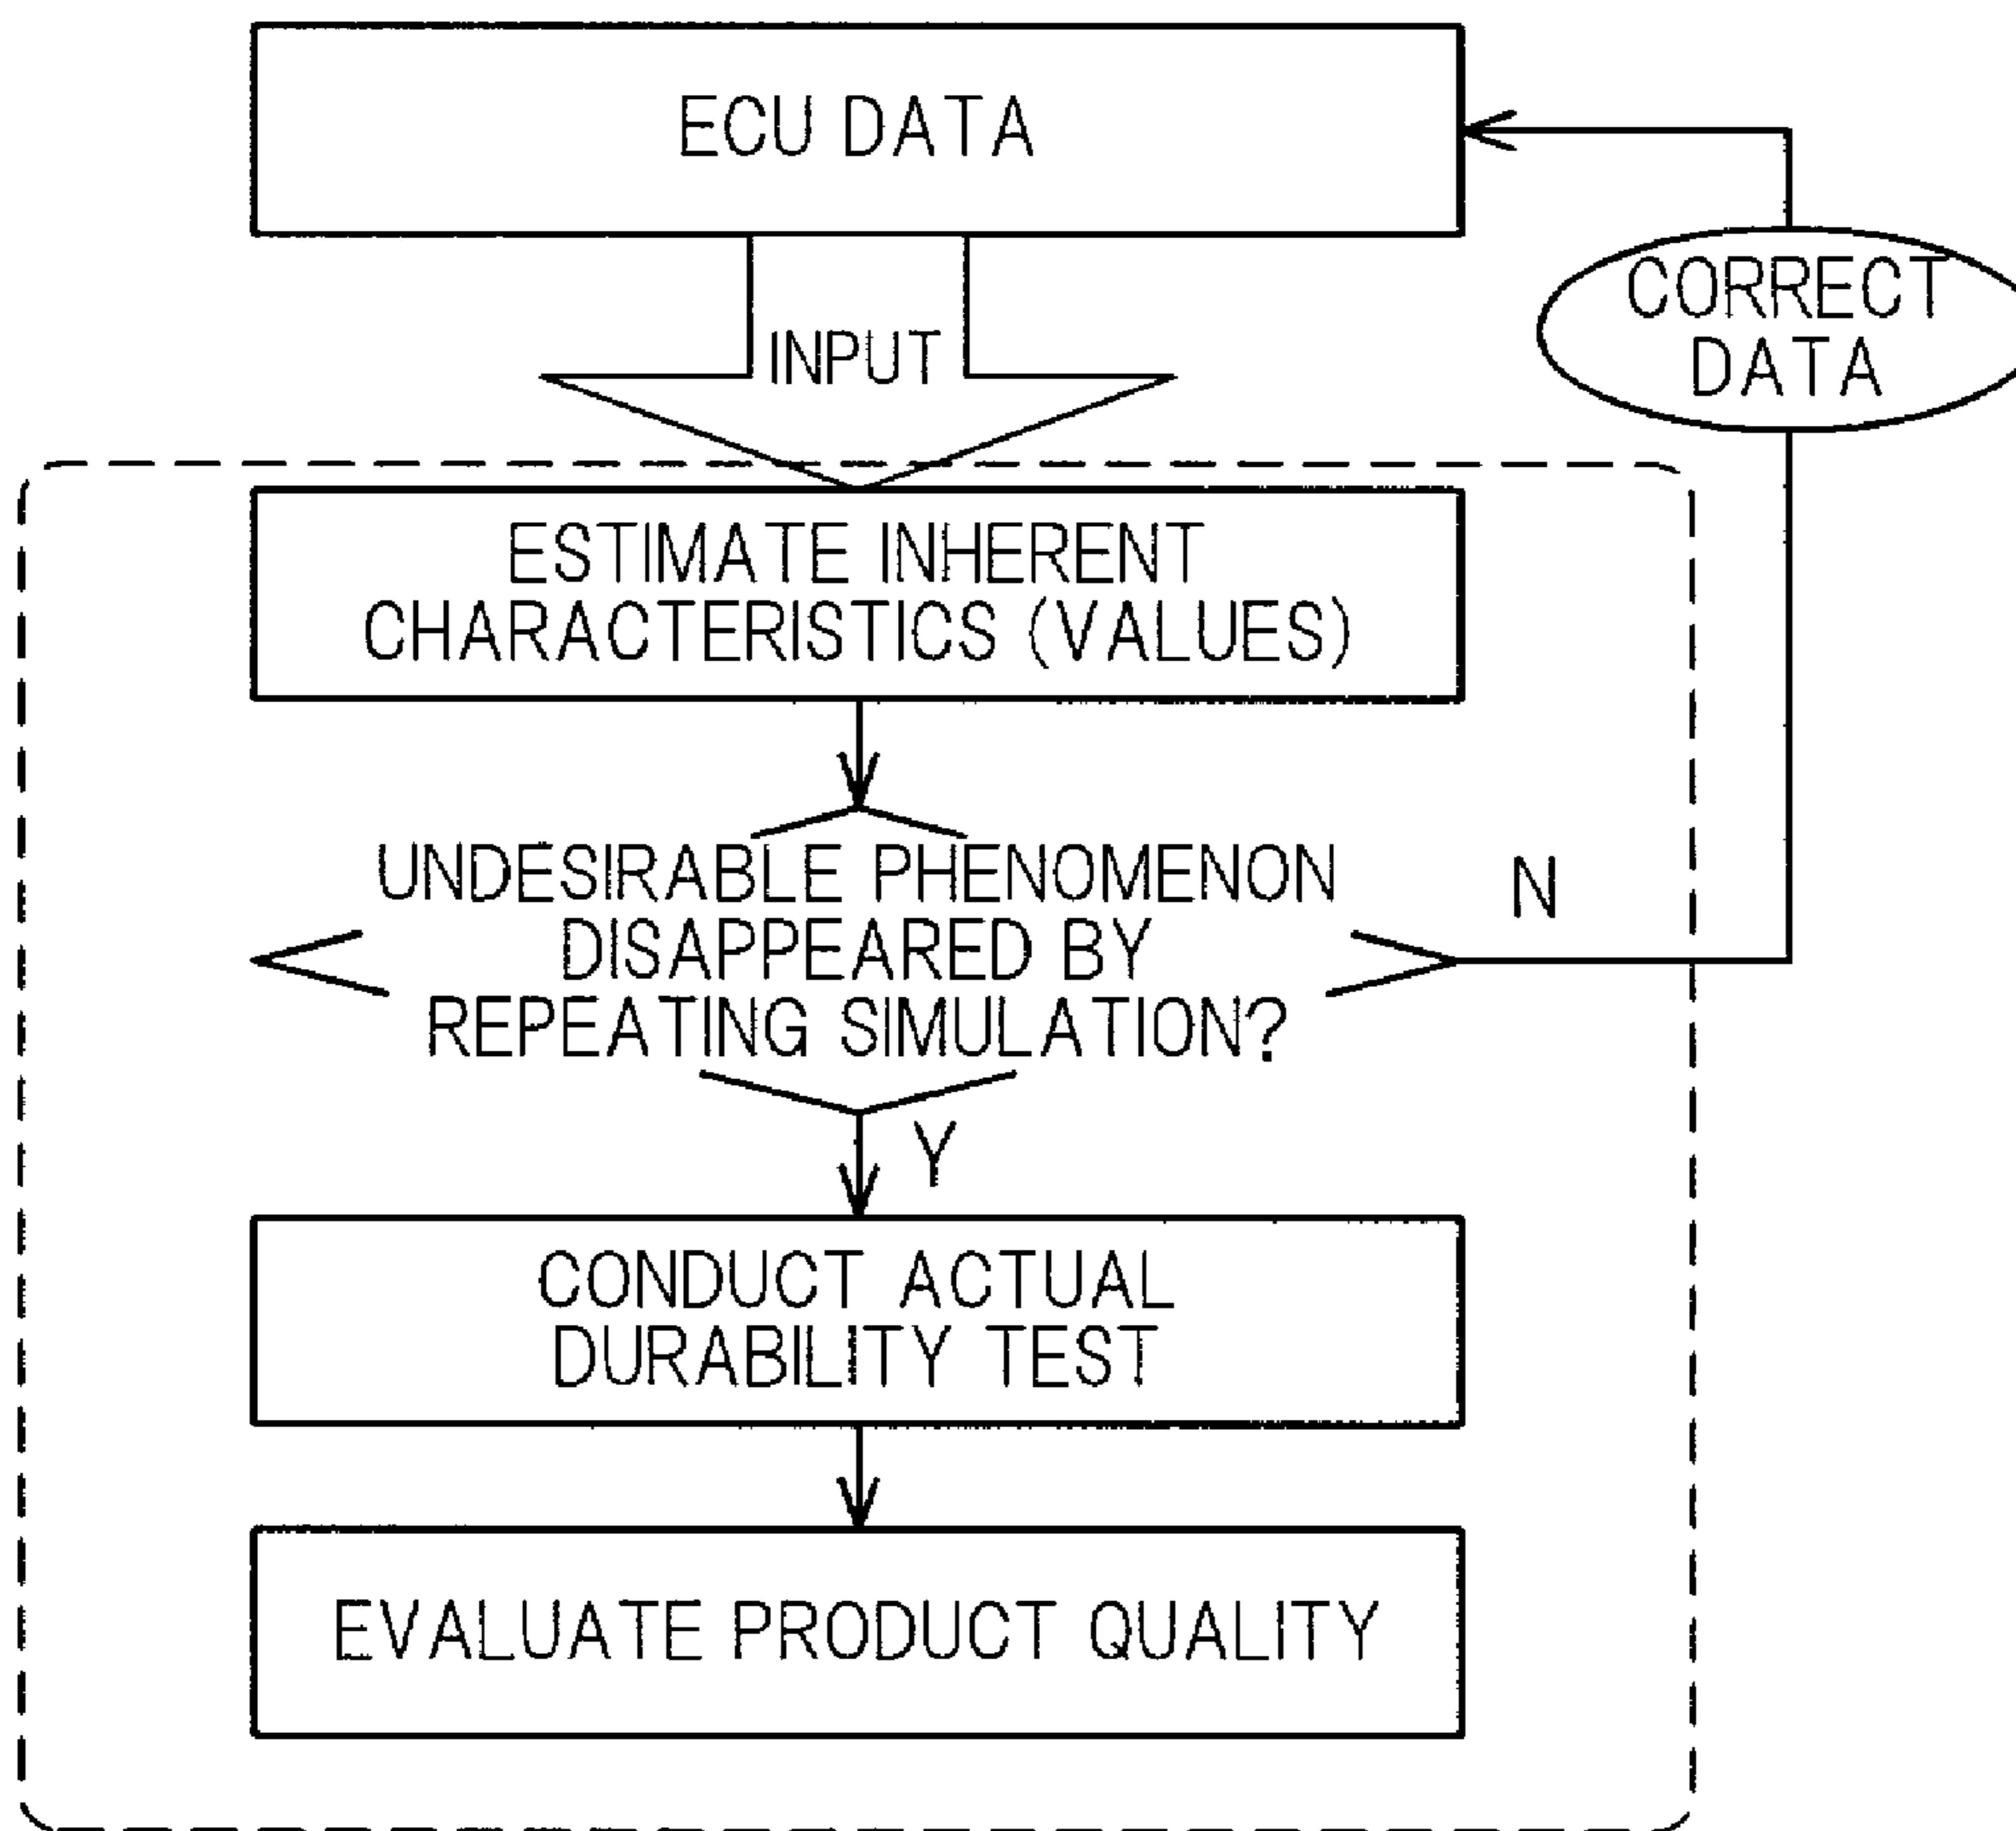 ECU DATA
CORRECT
DATA
INPUT
ESTIMATE INHERENT
CHARACTERISTICS (VALUES)
UNDESIRABLE PHENOMENON
DISAPPEARED BY
REPEATING SIMULATION?
N
Y
CONDUCT ACTUAL
DURABILITY TEST
EVALUATE PRODUCT QUALITY